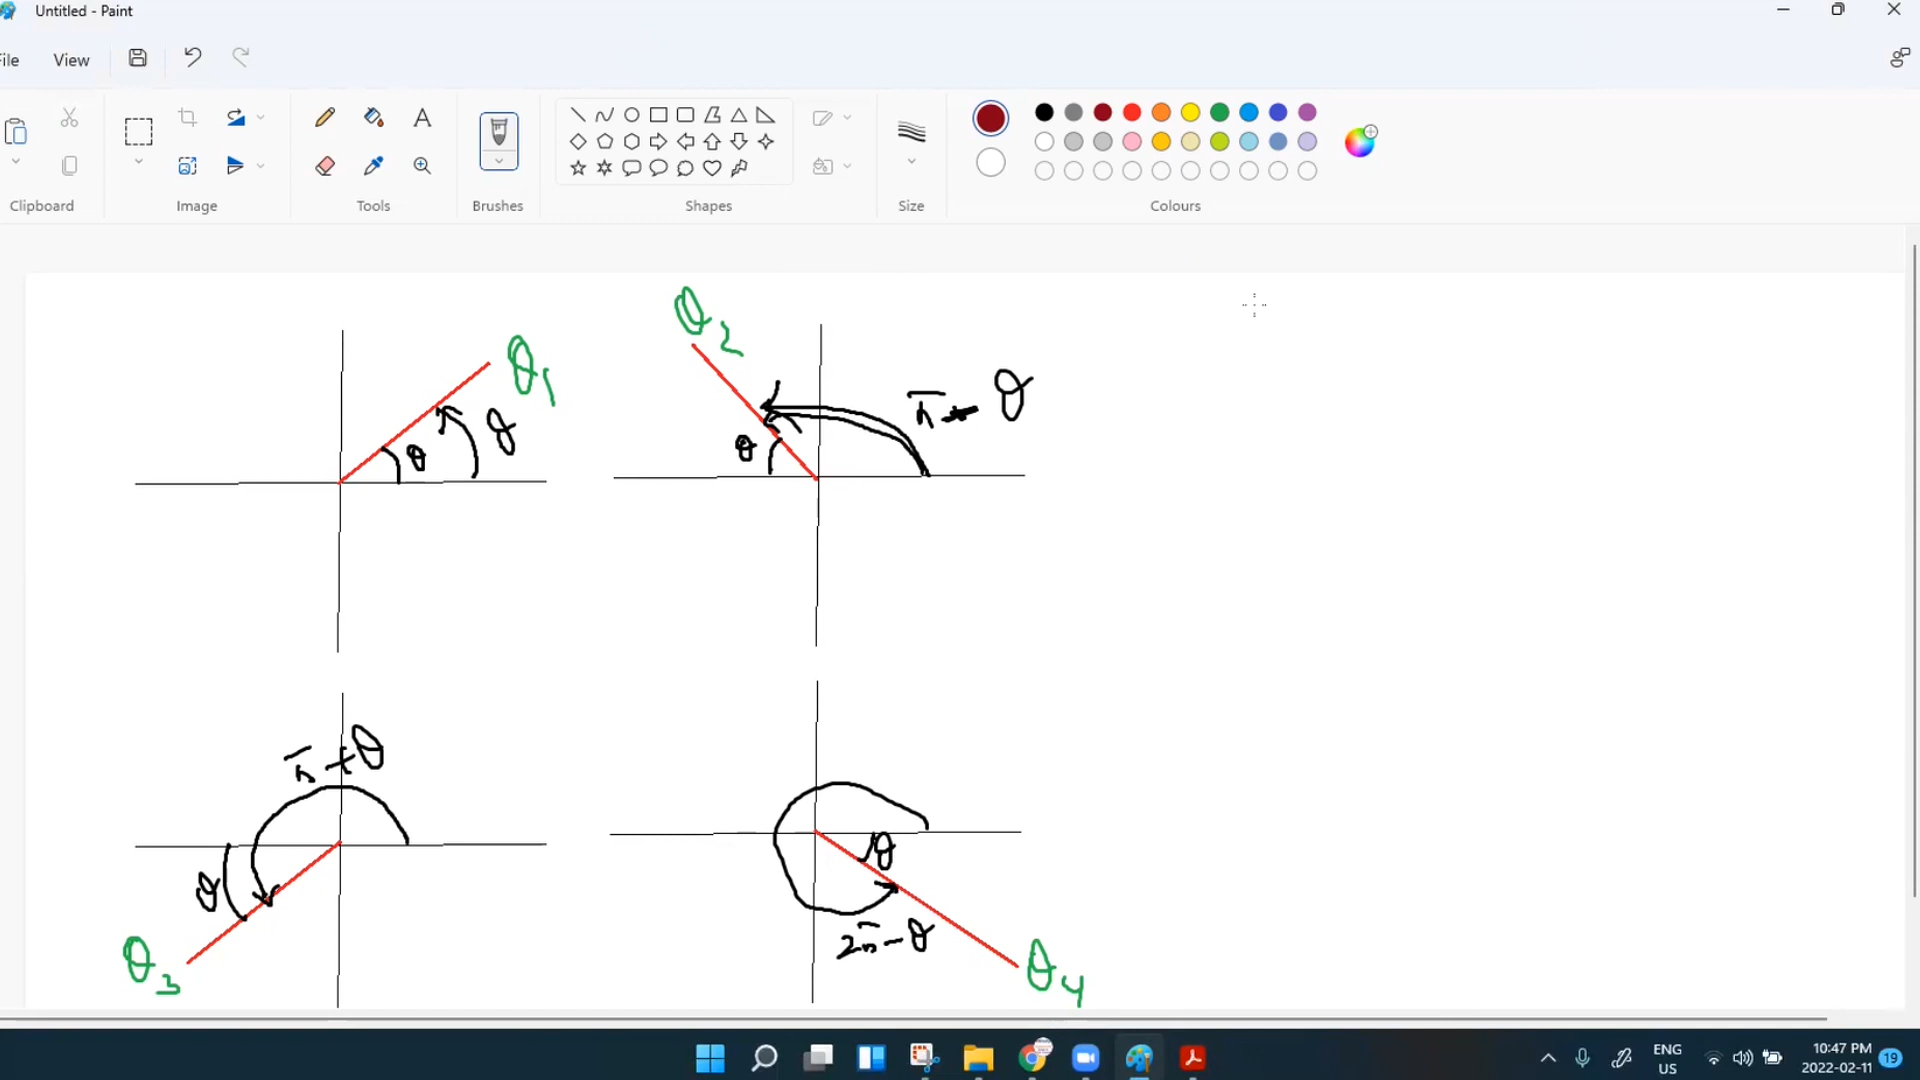 Untitled - Paint
File View
Clipboard
Image
Tools
Brushes
Shapes
Size
Colours
θ₁
θ
θ
θ₂
π - θ
θ
π + θ
θ
θ₃
θ
2π - θ
θ₄
ENG
US
10:47 PM
2022-02-11
19